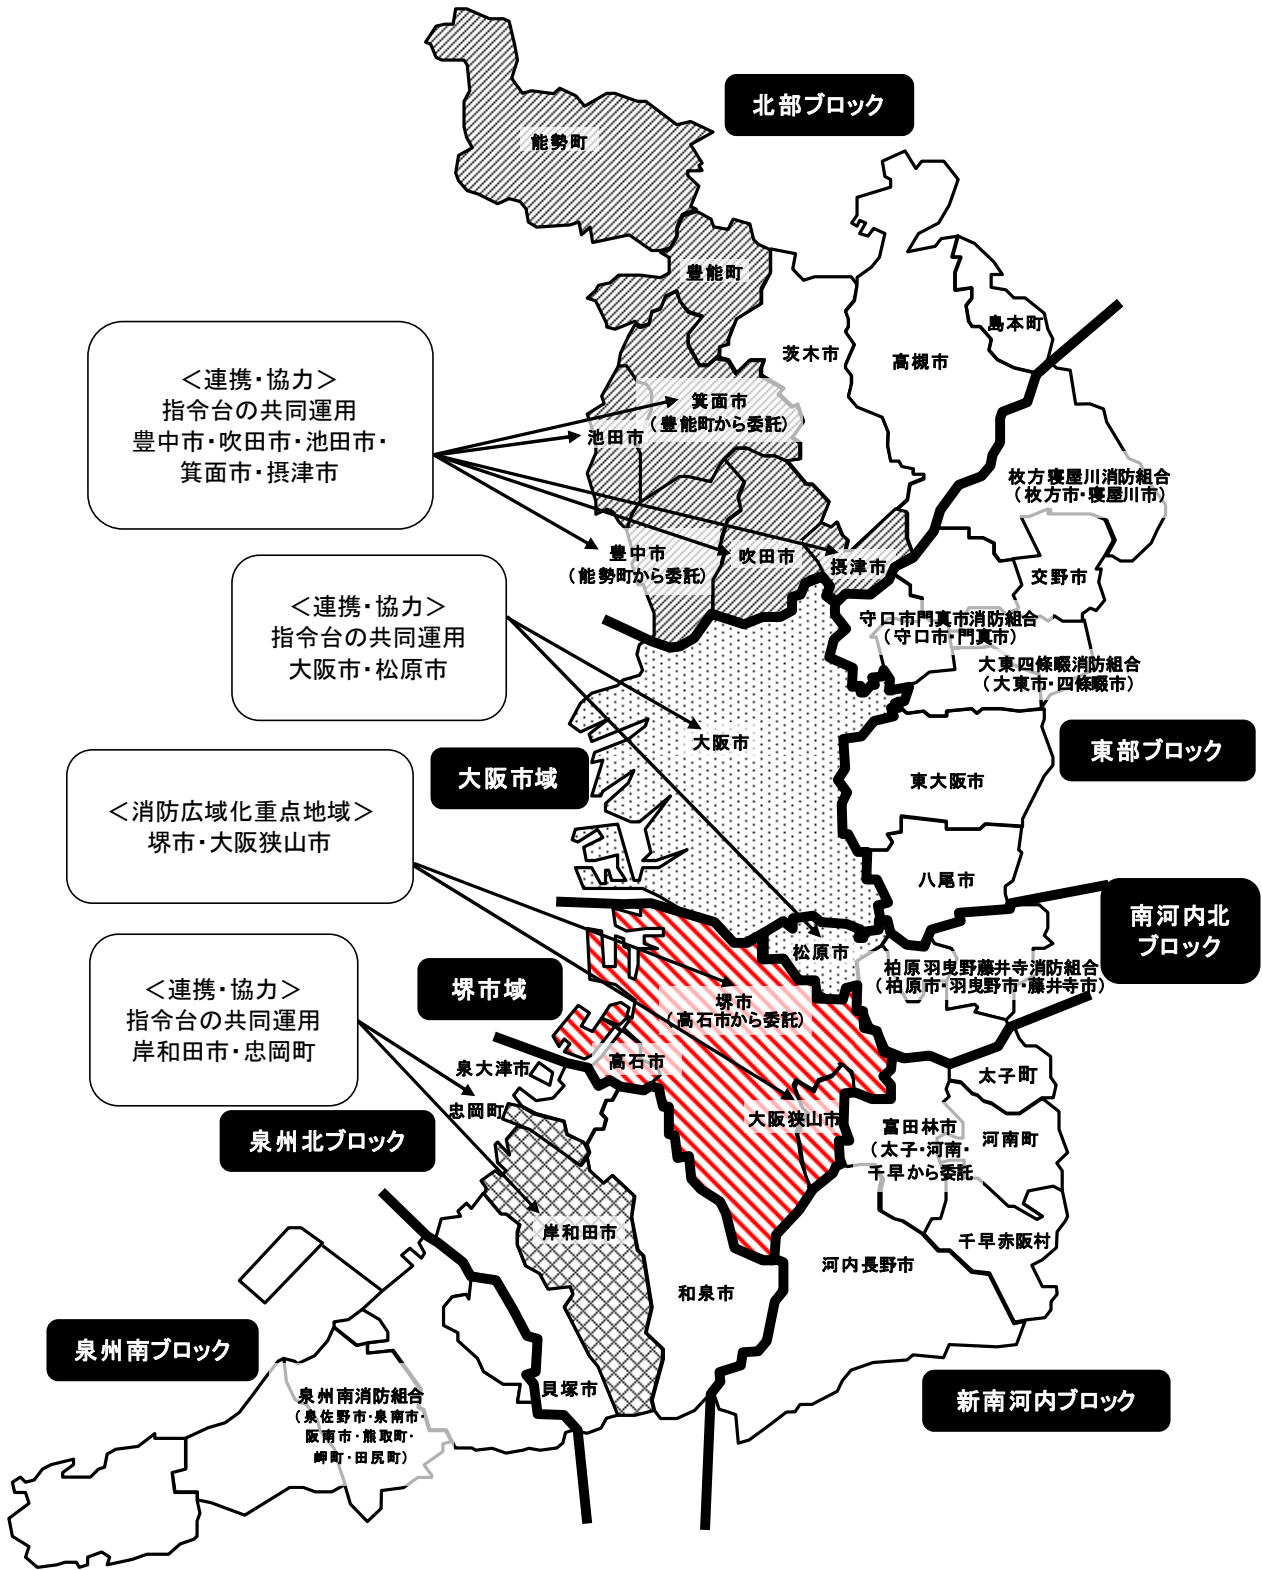 北部ブロック
能勢町
豊能町
島本町
茨木市
高槻市
＜連携・協力＞
指令台の共同運用
豊中市・吹田市・池田市・
箕面市・摂津市
箕面市
（豊能町から委託）
池田市
枚方寝屋川消防組合
（枚方市・寝屋川市）
豊中市
（能勢町から委託）
吹田市
摂津市
交野市
＜連携・協力＞
指令台の共同運用
大阪市・松原市
守口市門真市消防組合
（守口市・門真市）
大東四條畷消防組合
（大東市・四條畷市）
大阪市
東部ブロック
大阪市域
東大阪市
＜消防広域化重点地域＞
堺市・大阪狭山市
八尾市
南河内北
ブロック
松原市
柏原羽曳野藤井寺消防組合
（柏原市・羽曳野市・藤井寺市）
堺市域
堺市
（高石市から委託）
＜連携・協力＞
指令台の共同運用
岸和田市・忠岡町
高石市
泉大津市
太子町
忠岡町
大阪狭山市
富田林市
（太子・河南・
千早から委託
河南町
泉州北ブロック
岸和田市
千早赤阪村
河内長野市
和泉市
泉州南ブロック
貝塚市
新南河内ブロック
泉州南消防組合
（泉佐野市・泉南市・
阪南市・熊取町・
岬町・田尻町）